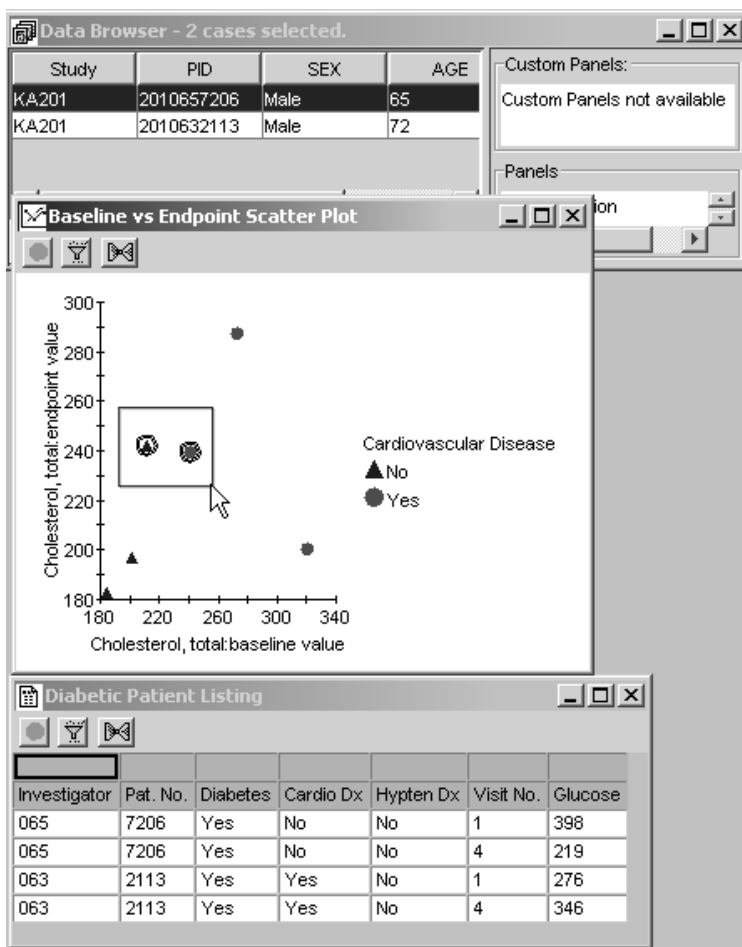 Data Browser - 2 cases selected.
Study PID SEX AGE
KA201 2010657206 Male 65
KA201 2010632113 Male 72
Custom Panels:
Custom Panels not available
Panels
ion
Baseline vs Endpoint Scatter Plot
300
280
260
240
220
200
180
Cholesterol, total:endpoint value
180 220 260 300 340
Cholesterol, total:baseline value
Cardiovascular Disease
No
Yes
Diabetic Patient Listing
Investigator Pat. No. Diabetes Cardio Dx Hypten Dx Visit No. Glucose
065 7206 Yes No No 1 398
065 7206 Yes No No 4 219
063 2113 Yes Yes No 1 276
063 2113 Yes Yes No 4 346